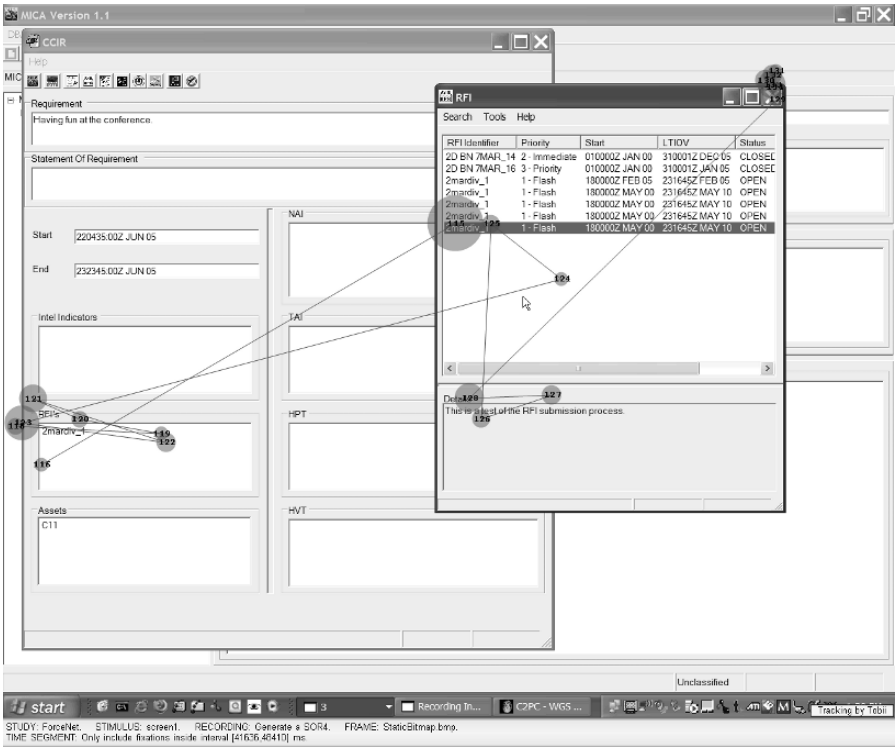 MICA Version 1.1
CCIR
Help
MIC
Requirement
Having fun at the conference.
Statement Of Requirement
Start
220435:00Z JUN 05
End
232345:00Z JUN 05
NAI
Intel Indicators
TAI
RFI's
2mardiv_1
HPT
Assets
C11
HVT
RFI
Search Tools Help
RFI Identifier Priority Start LTIOV Status
2D BN 7MAR_14 2 - Immediate 010000Z JAN 00 310001Z DEC 05 CLOSED
2D BN 7MAR_16 3 - Priority 010000Z JAN 00 310001Z JAN 05 CLOSED
2mardiv_1 1 - Flash 180000Z FEB 05 231645Z FEB 05 OPEN
2mardiv_1 1 - Flash 180000Z MAY 00 231645Z MAY 10 OPEN
2mardiv_1 1 - Flash 180000Z MAY 00 231645Z MAY 10 OPEN
2mardiv_1 1 - Flash 180000Z MAY 00 231645Z MAY 10 OPEN
2mardiv_1 1 - Flash 180000Z MAY 00 231645Z MAY 10 OPEN
125
124
This is a test of the RFI submission process.
128
127
126
121
120
119
122
116
Unclassified
start
3
Recording In...
C2PC - WGS ...
Tracking by Tobii
STUDY: ForceNet. STIMULUS: screen1. RECORDING: Generate a SOR4. FRAME: StaticBitmap.bmp.
TIME SEGMENT: Only include fixations inside interval [41636,48410] ms.